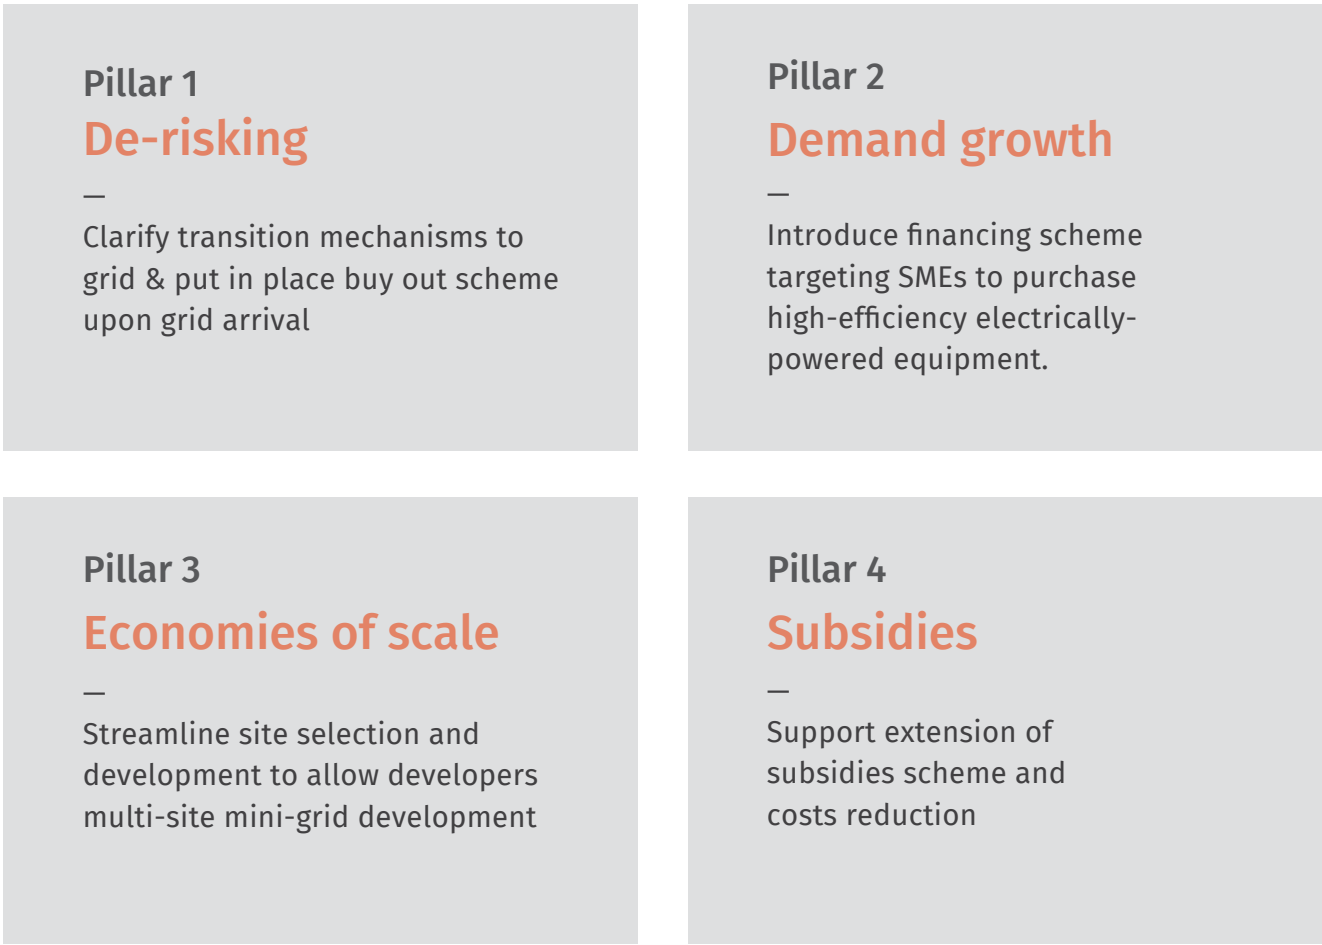 Pillar 1
De-risking
—
Clarify transition mechanisms to
grid & put in place buy out scheme
upon grid arrival
Pillar 2
Demand growth
—
Introduce financing scheme
targeting SMEs to purchase
high-efficiency electrically-
powered equipment.
Pillar 3
Economies of scale
—
Streamline site selection and
development to allow developers
multi-site mini-grid development
Pillar 4
Subsidies
—
Support extension of
subsidies scheme and
costs reduction